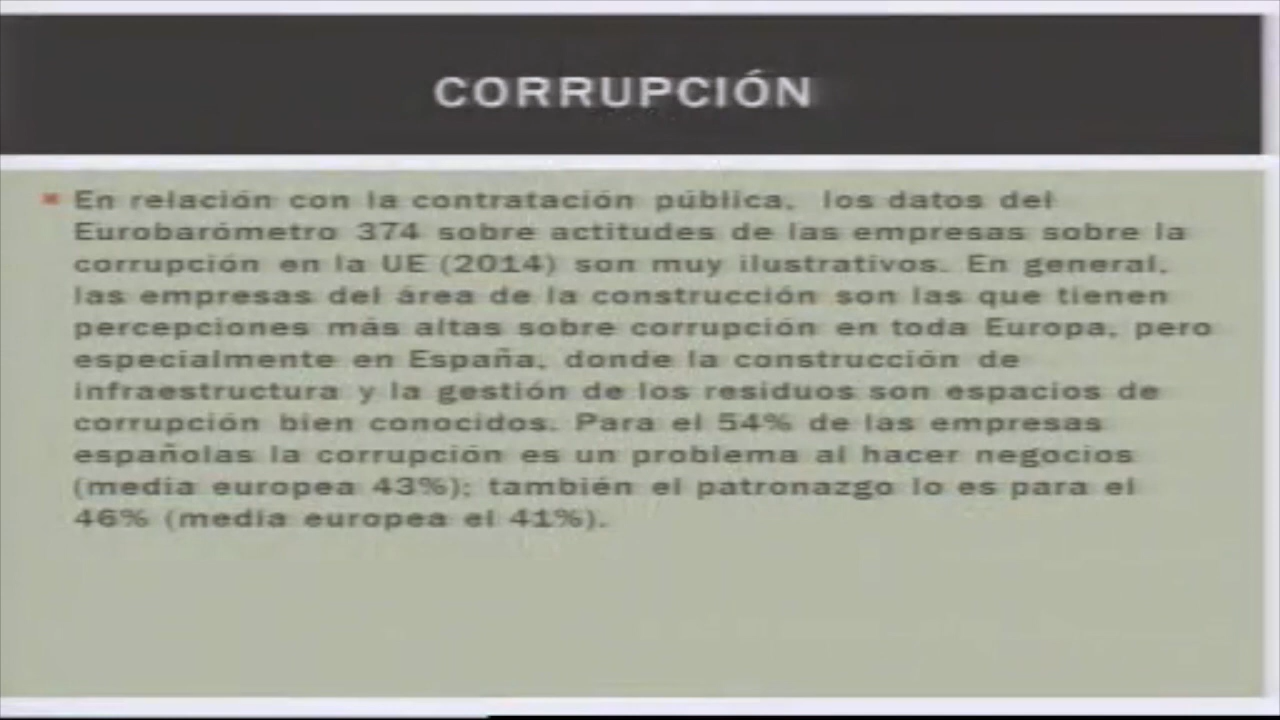 CORRUPCIÓN
En relación con la contratación pública, los datos del
Eurobarómetro 374 sobre actitudes de las empresas sobre la
corrupción en la UE (2014) son muy ilustrativos. En general,
las empresas del área de la construcción son las que tienen
percepciones más altas sobre corrupción en toda Europa, pero
especialmente en España, donde la construcción de
infraestructura y la gestión de los residuos son espacios de
corrupción bien conocidos. Para el 54% de las empresas
españolas la corrupción es un problema al hacer negocios
(media europea 43%); también el patronazgo lo es para el
46% (media europea el 41%).